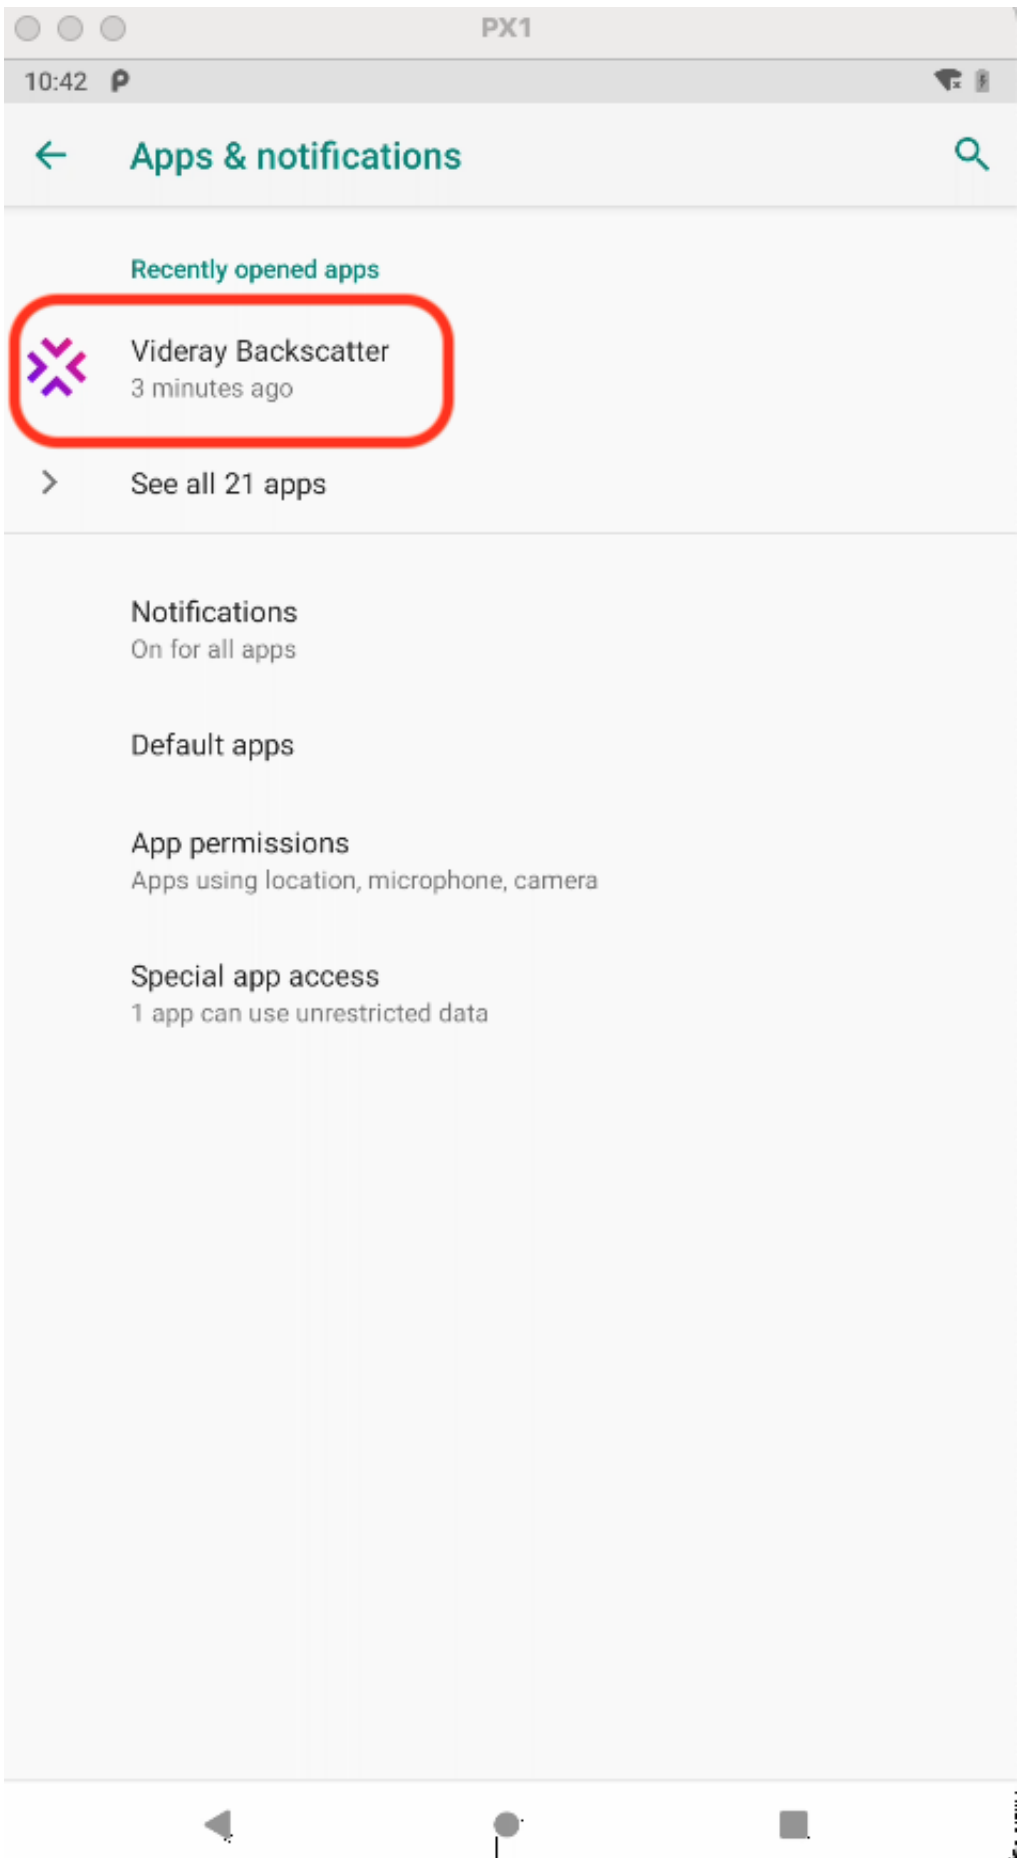 PX1
10:42
Apps & notifications
Recently opened apps
Videray Backscatter
3 minutes ago
See all 21 apps
Notifications
On for all apps
Default apps
App permissions
Apps using location, microphone, camera
Special app access
1 app can use unrestricted data